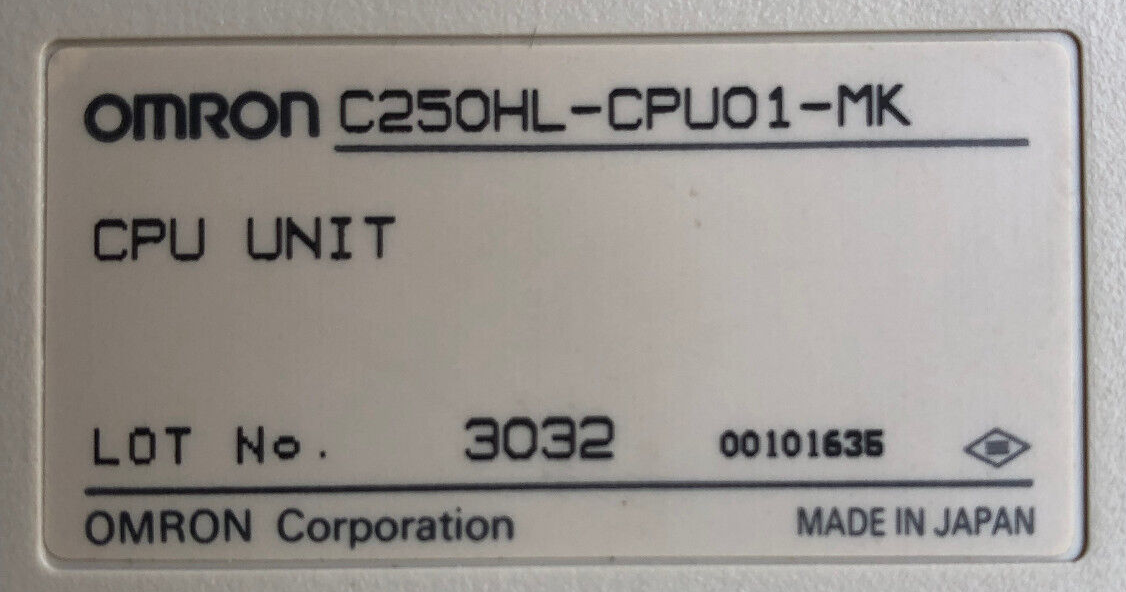 OMRON C250HL-CPU01-MK
CPU UNIT
LOT No. 3032 00101635
OMRON Corporation MADE IN JAPAN